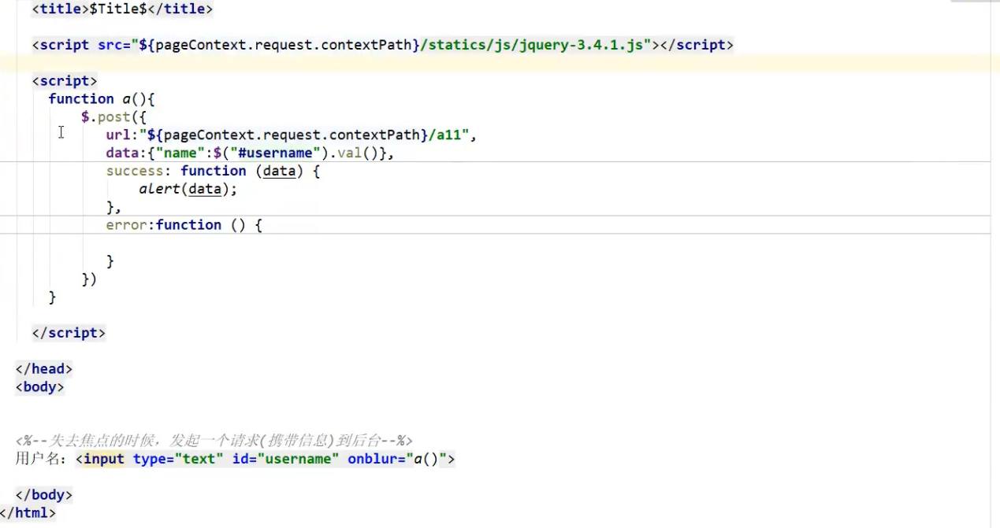 <title>$Title$</title>
<script src="${pageContext.request.contextPath}/statics/js/jquery-3.4.1.js"></script>
<script>
function a(){
$.post({
url:"${pageContext.request.contextPath}/a11",
data:{"name":$("#username").val()},
success: function (data) {
alert(data);
},
error:function () {
}
})
}
</script>
</head>
<body>
<%--失去焦点的时候，发起一个请求(携带信息)到后台--%>
用户名：<input type="text" id="username" onblur="a()">
</body>
</html>